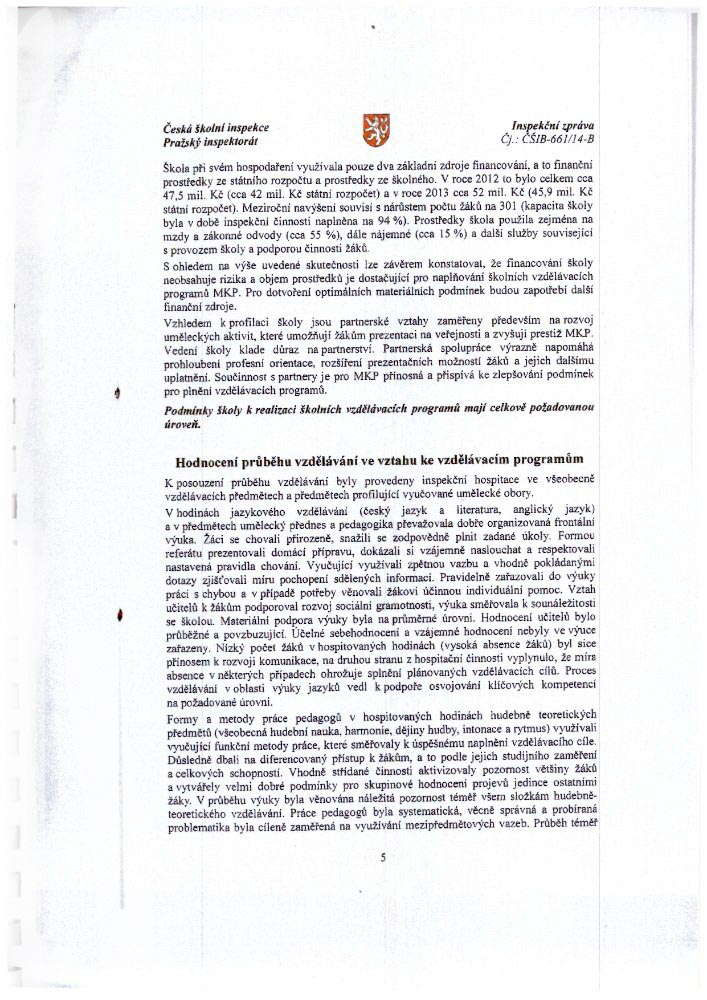 Česká školní inspekce
Pražský inspektorát
Inspekční zpráva
Čj.: ČŠIB-661/14-B
Škola při svém hospodaření využívala pouze dva základní zdroje financování, a to finanční
prostředky ze státního rozpočtu a prostředky ze školného. V roce 2012 to bylo celkem cca
47,5 mil. Kč (cca 42 mil. Kč státní rozpočet) a v roce 2013 cca 52 mil. Kč (45,9 mil. Kč
státní rozpočet). Meziroční navýšení souvisí s nárůstem počtu žáků na 301 (kapacita školy
byla v době inspekční činnosti naplněna na 94 %). Prostředky škola použila zejména na
mzdy a zákonné odvody (cca 55 %), dále nájemné (cca 15 %) a další služby související
s provozem školy a podporou činnosti žáků.
S ohledem na výše uvedené skutečnosti lze závěrem konstatovat, že financování školy
neobsahuje rizika a objem prostředků je dostačující pro naplňování školních vzdělávacích
programů MKP. Pro dotvoření optimálních materiálních podmínek budou zapotřebí další
finanční zdroje.
Vzhledem k profilaci školy jsou partnerské vztahy zaměřeny především na rozvoj
uměleckých aktivit, které umožňují žákům prezentaci na veřejnosti a zvyšují prestiž MKP.
Vedení školy klade důraz na partnerství. Partnerská spolupráce výrazně napomáhá
prohloubení profesní orientace, rozšíření prezentačních možností žáků a jejich dalšímu
uplatnění. Součinnost s partnery je pro MKP přínosná a přispívá ke zlepšování podmínek
pro plnění vzdělávacích programů.
Podmínky školy k realizaci školních vzdělávacích programů mají celkově požadovanou
úroveň.
Hodnocení průběhu vzdělávání ve vztahu ke vzdělávacím programům
K posouzení průběhu vzdělávání byly provedeny inspekční hospitace ve všeobecně
vzdělávacích předmětech a předmětech profilující vyučované umělecké obory.
V hodinách jazykového vzdělávání (český jazyk a literatura, anglický jazyk)
a v předmětech umělecký přednes a pedagogika převažovala dobře organizovaná frontální
výuka. Žáci se chovali přirozeně, snažili se zodpovědně plnit zadané úkoly. Formou
referátu prezentovali domácí přípravu, dokázali si vzájemně naslouchat a respektovali
nastavená pravidla chování. Vyučující využívali zpětnou vazbu a vhodně pokládanými
dotazy zjišťovali míru pochopení sdělených informací. Pravidelně zařazovali do výuky
práci s chybou a v případě potřeby věnovali žákovi účinnou individuální pomoc. Vztah
učitelů k žákům podporoval rozvoj sociální gramotnosti, výuka směřovala k sounáležitosti
se školou. Materiální podpora výuky byla na průměrné úrovni. Hodnocení učitelů bylo
průběžné a povzbuzující. Účelné sebehodnocení a vzájemné hodnocení nebyly ve výuce
zařazeny. Nízký počet žáků v hospitovaných hodinách (vysoká absence žáků) byl sice
přínosem k rozvoji komunikace, na druhou stranu z hospitační činnosti vyplynulo, že míra
absence v některých případech ohrožuje splnění plánovaných vzdělávacích cílů. Proces
vzdělávání v oblasti výuky jazyků vedl k podpoře osvojování klíčových kompetencí
na požadované úrovni.
Formy a metody práce pedagogů v hospitovaných hodinách hudebně teoretických
předmětů (všeobecná hudební nauka, harmonie, dějiny hudby, intonace a rytmus) využívali
vyučující funkční metody práce, které směřovaly k úspěšnému naplnění vzdělávacího cíle.
Důsledně dbali na diferencovaný přístup k žákům, a to podle jejich studijního zaměření
a celkových schopností. Vhodně střídané činnosti aktivizovaly pozornost většiny žáků
a vytvářely velmi dobré podmínky pro skupinové hodnocení projevů jedince ostatními
žáky. V průběhu výuky byla věnována náležitá pozornost téměř všem složkám hudebně-
teoretického vzdělávání. Práce pedagogů byla systematická, věcně správná a probíraná
problematika byla cíleně zaměřená na využívání mezipředmětových vazeb. Průběh téměř
5